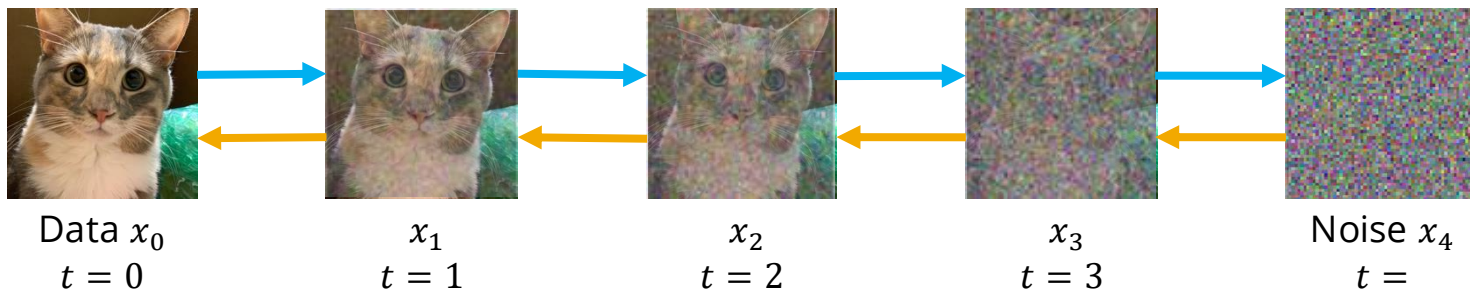 Data x₀
t = 0
x₁
t = 1
x₂
t = 2
x₃
t = 3
Noise x₄
t =